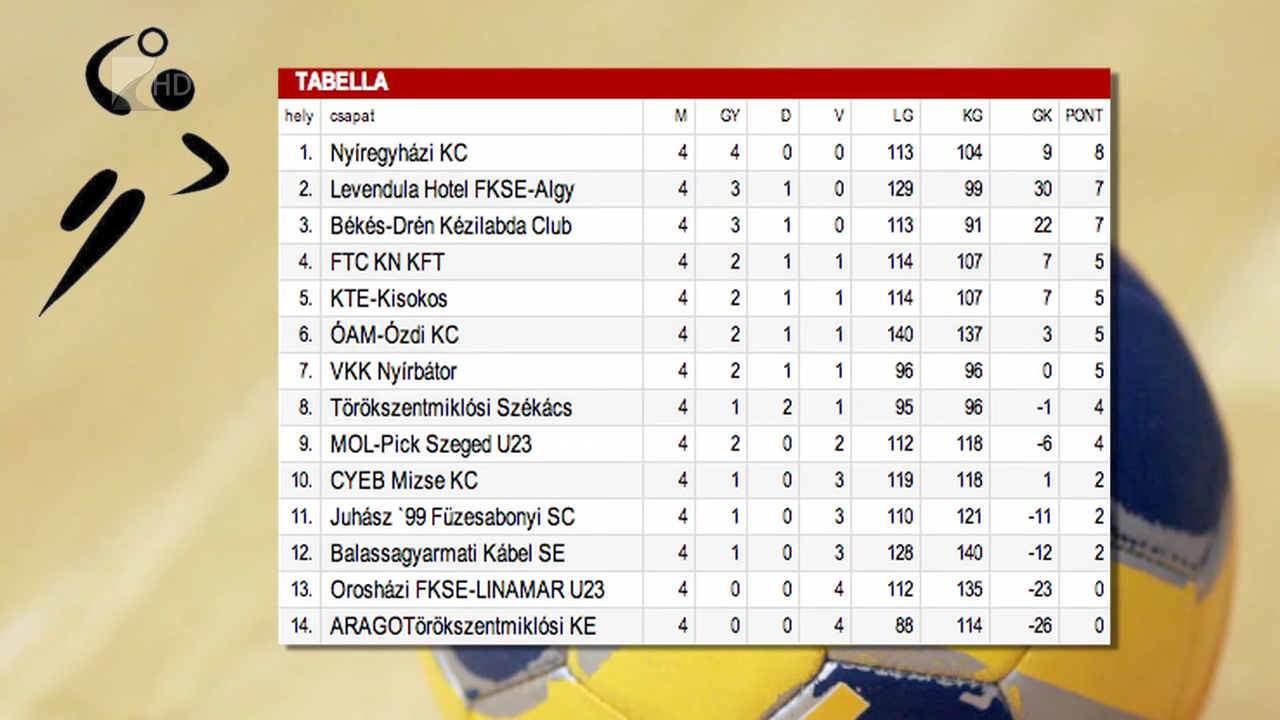 HD
TABELLA
hely csapat M GY D V LG KG GK PONT
1. Nyíregyházi KC 4 4 0 0 113 104 9 8
2. Levendula Hotel FKSE-Algy 4 3 1 0 129 99 30 7
3. Békés-Drén Kézilabda Club 4 3 1 0 113 91 22 7
4. FTC KN KFT 4 2 1 1 114 107 7 5
5. KTE-Kisokos 4 2 1 1 114 107 7 5
6. ÓAM-Ózdi KC 4 2 1 1 140 137 3 5
7. VKK Nyírbátor 4 2 1 1 96 96 0 5
8. Törökszentmiklósi Székács 4 1 2 1 95 96 -1 4
9. MOL-Pick Szeged U23 4 2 0 2 112 118 -6 4
10. CYEB Mizse KC 4 1 0 3 119 118 1 2
11. Juhász `99 Füzesabonyi SC 4 1 0 3 110 121 -11 2
12. Balassagyarmati Kábel SE 4 1 0 3 128 140 -12 2
13. Orosházi FKSE-LINAMAR U23 4 0 0 4 112 135 -23 0
14. ARAGOTörökszentmiklósi KE 4 0 0 4 88 114 -26 0